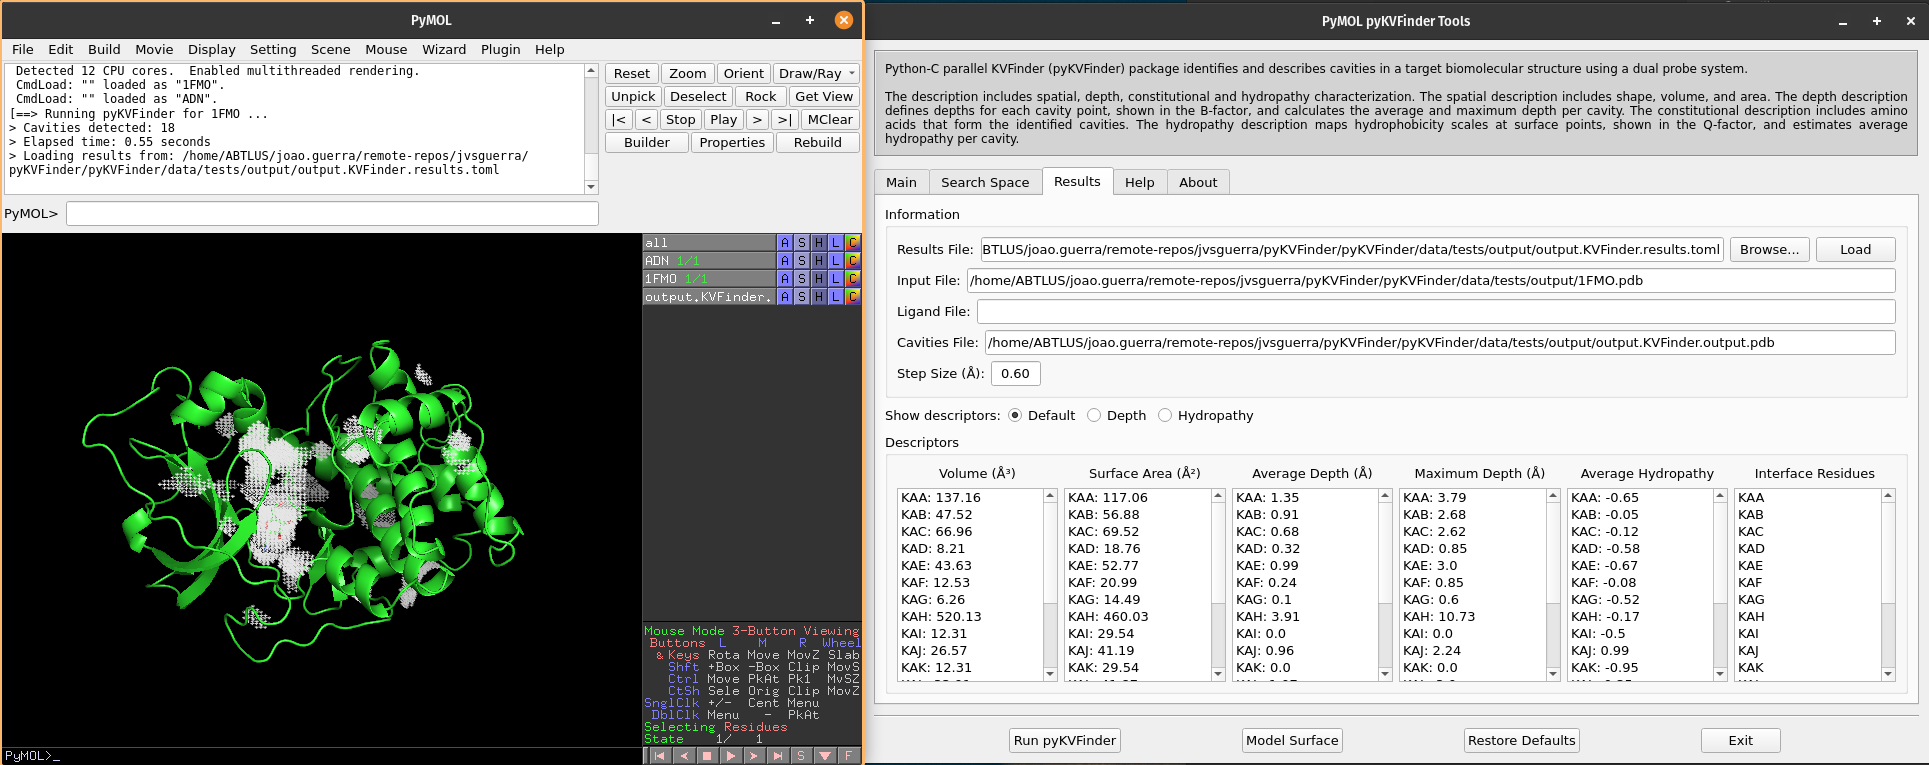 PyMOL
File Edit Build Movie Display Setting Scene Mouse Wizard Plugin Help
Detected 12 CPU cores.  Enabled multithreaded rendering.
CmdLoad: "" loaded as "1FMO".
CmdLoad: "" loaded as "ADN".
[==> Running pyKVFinder for 1FMO ...
> Cavities detected: 18
> Elapsed time: 0.55 seconds
> Loading results from: /home/ABTLUS/joao.guerra/remote-repos/jvsguerra/
pyKVFinder/pyKVFinder/data/tests/output/output.KVFinder.results.toml
Reset Zoom Orient Draw/Ray
Unpick Deselect Rock Get View
|< < Stop Play > >| MClear
Builder Properties Rebuild
PyMOL>
all A S H L C
ADN 1/1 A S H L C
1FMO 1/1 A S H L C
output.KVFinder. A S H L C
Mouse Mode 3-Button Viewing
Buttons L M R Wheel
& Keys Rota Move MovZ Slab
Shft +Box -Box Clip MovS
Ctrl Move PkAt Pk1 MvSZ
CtSh Sele Orig Clip MovZ
SnglClk +/- Cent Menu
DblClk Menu - PkAt
Selecting Residues
State 1/ 1
S F
PyMOL>_
PyMOL pyKVFinder Tools
Python-C parallel KVFinder (pyKVFinder) package identifies and describes cavities in a target biomolecular structure using a dual probe system.
The description includes spatial, depth, constitutional and hydropathy characterization. The spatial description includes shape, volume, and area. The depth description
defines depths for each cavity point, shown in the B-factor, and calculates the average and maximum depth per cavity. The constitutional description includes amino
acids that form the identified cavities. The hydropathy description maps hydrophobicity scales at surface points, shown in the Q-factor, and estimates average
hydropathy per cavity.
Main Search Space Results Help About
Information
Results File: BTLUS/joao.guerra/remote-repos/jvsguerra/pyKVFinder/pyKVFinder/data/tests/output/output.KVFinder.results.toml Browse... Load
Input File: /home/ABTLUS/joao.guerra/remote-repos/jvsguerra/pyKVFinder/pyKVFinder/data/tests/output/1FMO.pdb
Ligand File:
Cavities File: /home/ABTLUS/joao.guerra/remote-repos/jvsguerra/pyKVFinder/pyKVFinder/data/tests/output/output.KVFinder.output.pdb
Step Size (Å): 0.60
Show descriptors: Default Depth Hydropathy
Descriptors
Volume (Å³) Surface Area (Å²) Average Depth (Å) Maximum Depth (Å) Average Hydropathy Interface Residues
KAA: 137.16 KAA: 117.06 KAA: 1.35 KAA: 3.79 KAA: -0.65 KAA
KAB: 47.52 KAB: 56.88 KAB: 0.91 KAB: 2.68 KAB: -0.05 KAB
KAC: 66.96 KAC: 69.52 KAC: 0.68 KAC: 2.62 KAC: -0.12 KAC
KAD: 8.21 KAD: 18.76 KAD: 0.32 KAD: 0.85 KAD: -0.58 KAD
KAE: 43.63 KAE: 52.77 KAE: 0.99 KAE: 3.0 KAE: -0.67 KAE
KAF: 12.53 KAF: 20.99 KAF: 0.24 KAF: 0.85 KAF: -0.08 KAF
KAG: 6.26 KAG: 14.49 KAG: 0.1 KAG: 0.6 KAG: -0.52 KAG
KAH: 520.13 KAH: 460.03 KAH: 3.91 KAH: 10.73 KAH: -0.17 KAH
KAI: 12.31 KAI: 29.54 KAI: 0.0 KAI: 0.0 KAI: -0.5 KAI
KAJ: 26.57 KAJ: 41.19 KAJ: 0.96 KAJ: 2.24 KAJ: 0.99 KAJ
KAK: 12.31 KAK: 29.54 KAK: 0.0 KAK: 0.0 KAK: -0.95 KAK
Run pyKVFinder Model Surface Restore Defaults Exit